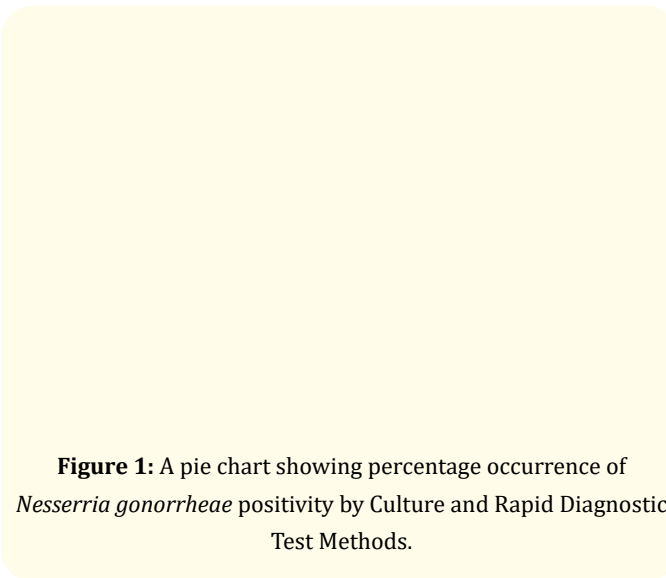 Figure 1: A pie chart showing percentage occurrence of
Nesserria gonorrheae positivity by Culture and Rapid Diagnostic
Test Methods.